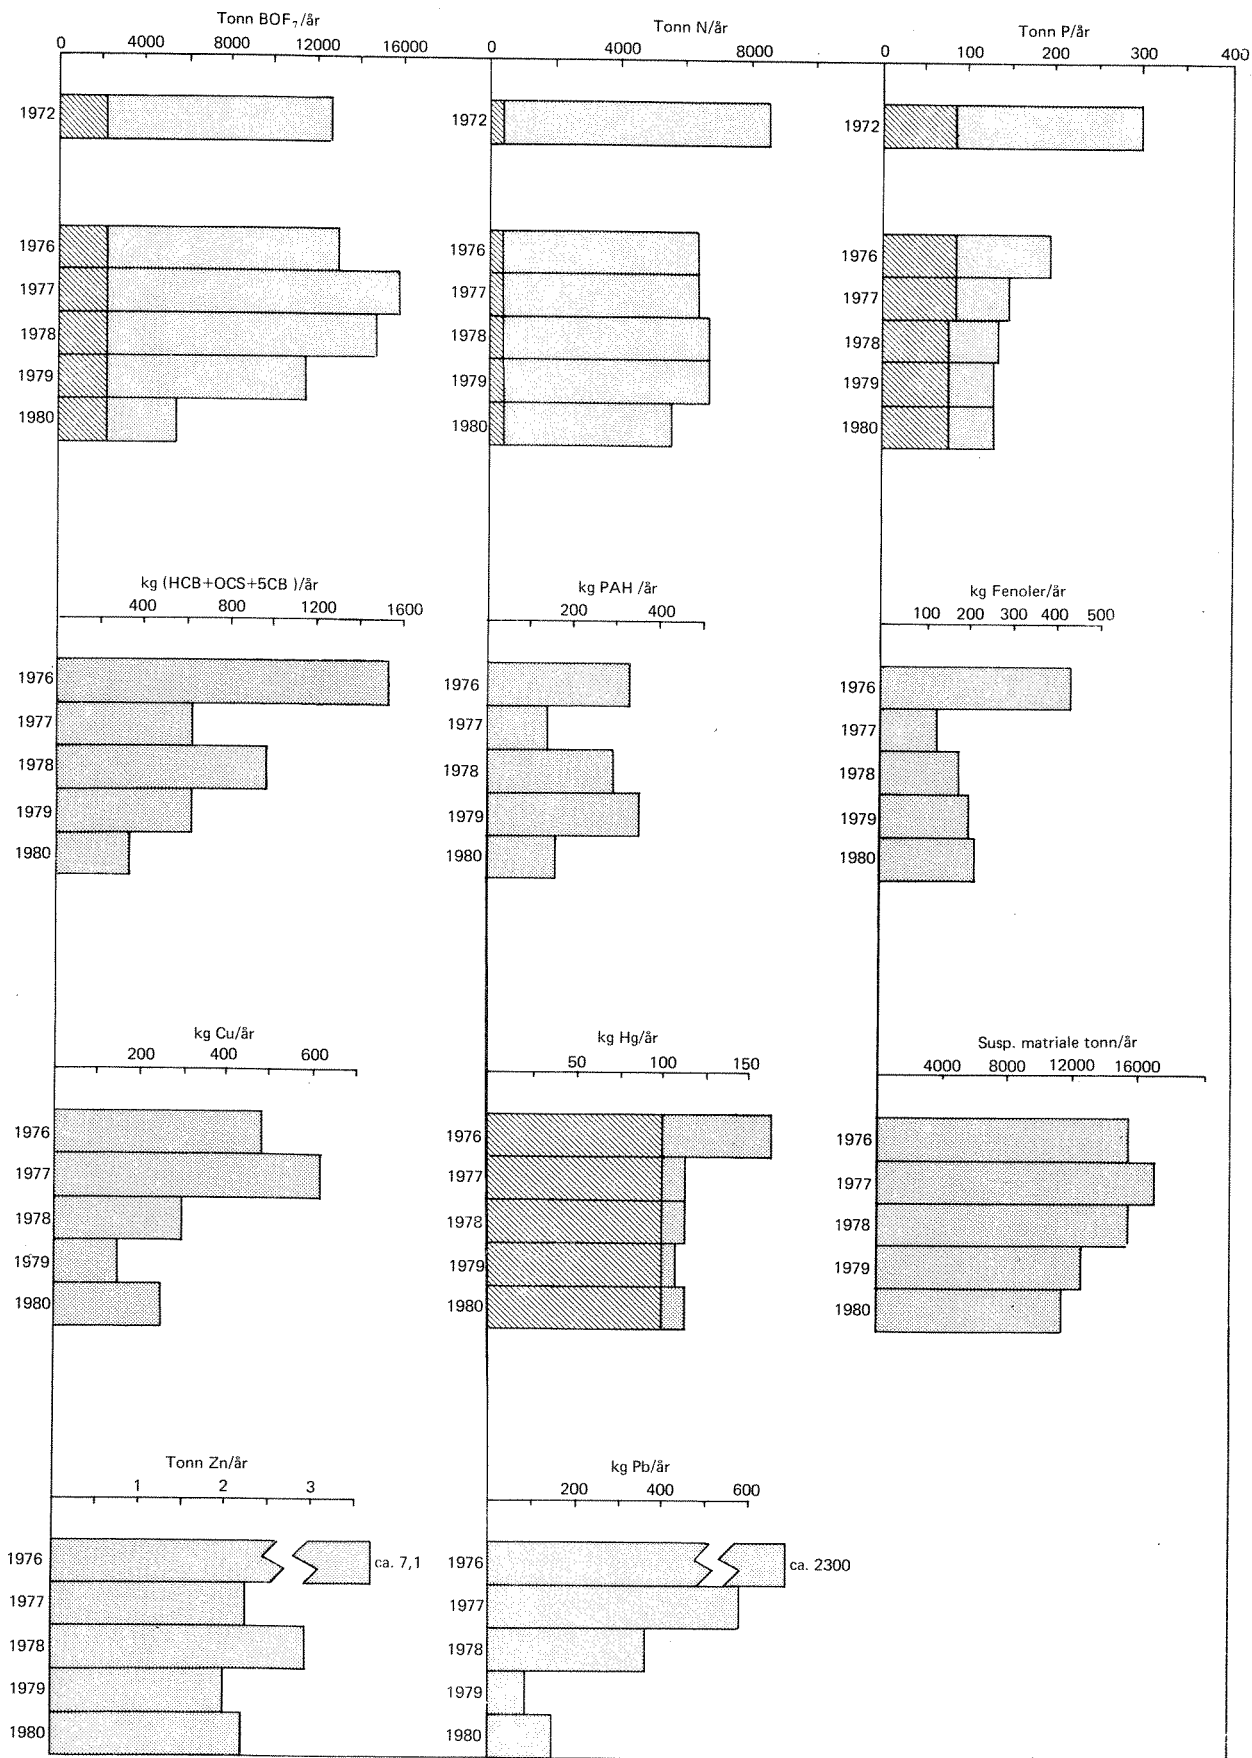 Tonn BOF₇/år
0 4000 8000 12000 16000
1972
1976
1977
1978
1979
1980
Tonn N/år
0 4000 8000
1972
1976
1977
1978
1979
1980
Tonn P/år
0 100 200 300 400
1972
1976
1977
1978
1979
1980
kg (HCB+OCS+5CB )/år
400 800 1200 1600
1976
1977
1978
1979
1980
kg PAH /år
200 400
1976
1977
1978
1979
1980
kg Fenoler/år
100 200 300 400 500
1976
1977
1978
1979
1980
kg Cu/år
200 400 600
1976
1977
1978
1979
1980
kg Hg/år
50 100 150
1976
1977
1978
1979
1980
Susp. matriale tonn/år
4000 8000 12000 16000
1976
1977
1978
1979
1980
Tonn Zn/år
1 2 3
1976
ca. 7,1
1977
1978
1979
1980
kg Pb/år
200 400 600
1976
ca. 2300
1977
1978
1979
1980